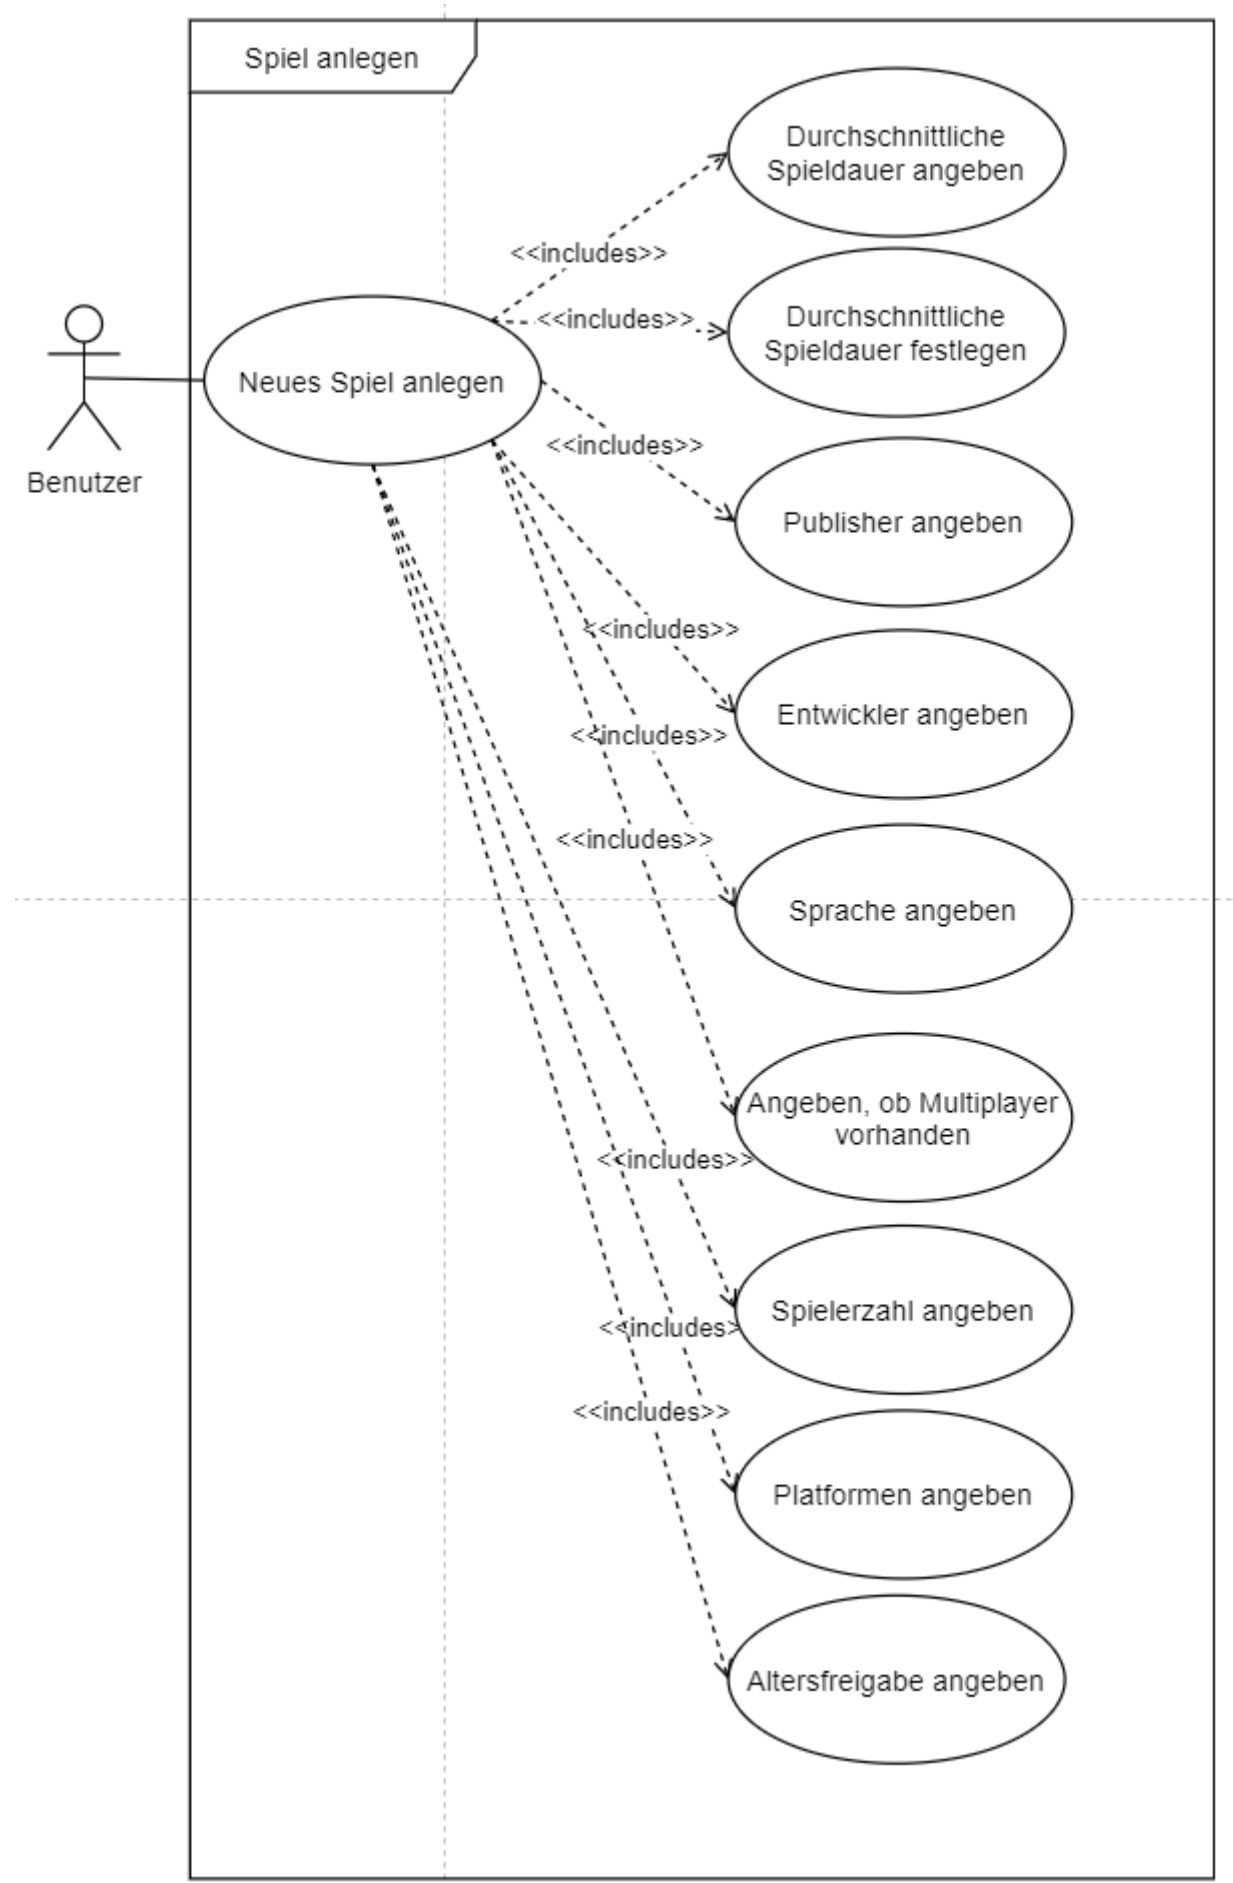 Spiel anlegen
Durchschnittliche
Spieldauer angeben
<<includes>>
Durchschnittliche
Spieldauer festlegen
<<includes>>
Neues Spiel anlegen
Benutzer
<<includes>>
Publisher angeben
<<includes>>
Entwickler angeben
<<includes>>
<<includes>>
Sprache angeben
Angeben, ob Multiplayer
vorhanden
<<includes>>
Spielerzahl angeben
<<includes>
<<includes>>
Platformen angeben
Altersfreigabe angeben